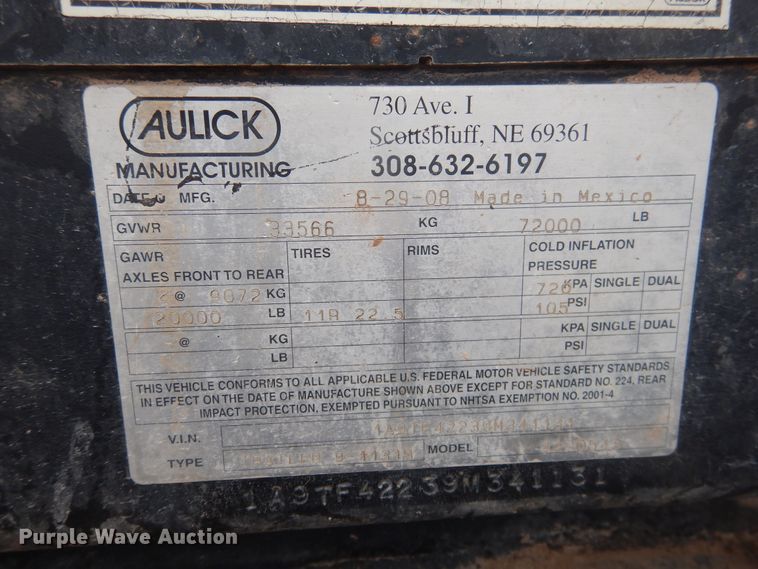 AULICK
MANUFACTURING
730 Ave. I
Scottsbluff, NE 69361
308-632-6197
DATE MFG. 8-29-08 Made in Mexico
GVWR 33566 KG 72000 LB
GAWR TIRES RIMS COLD INFLATION
AXLES FRONT TO REAR PRESSURE
@ 9072 KG 726 KPA SINGLE DUAL
20000 LB 11R 22.5 105 PSI
@ KG KPA SINGLE DUAL
LB PSI
THIS VEHICLE CONFORMS TO ALL APPLICABLE U.S. FEDERAL MOTOR VEHICLE SAFETY STANDARDS
IN EFFECT ON THE DATE OF MANUFACTURE SHOWN ABOVE EXCEPT FOR STANDARD NO. 224, REAR
IMPACT PROTECTION, EXEMPTED PURSUANT TO NHTSA EXEMPTION NO. 2001-4
V.I.N.
TYPE MODEL
1A9TF42239M341131
Purple Wave Auction